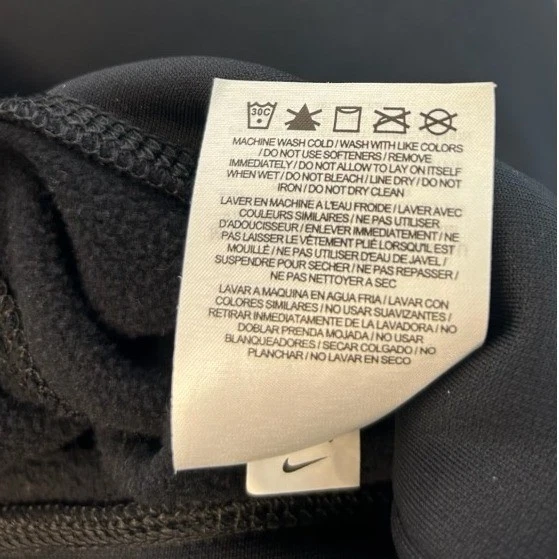 30C
MACHINE WASH COLD / WASH WITH LIKE COLORS
/ DO NOT USE SOFTENERS / REMOVE
IMMEDIATELY / DO NOT ALLOW TO LAY ON ITSELF
WHEN WET / DO NOT BLEACH / LINE DRY / DO NOT
IRON / DO NOT DRY CLEAN
LAVER EN MACHINE A L'EAU FROIDE / LAVER AVEC
COULEURS SIMILAIRES / NE PAS UTILISER
D'ADOUCISSEUR / ENLEVER IMMEDIATEMENT / NE
PAS LAISSER LE VÊTEMENT PLIÉ LORSQU'IL EST
MOUILLÉ / NE PAS UTILISER D'EAU DE JAVEL /
SUSPENDRE POUR SECHER / NE PAS REPASSER /
NE PAS NETTOYER A SEC
LAVAR A MAQUINA EN AGUA FRIA / LAVAR CON
COLORES SIMILARES / NO USAR SUAVIZANTES /
RETIRAR INMEDIATAMENTE DE LA LAVADORA / NO
DOBLAR PRENDA MOJADA / NO USAR
BLANQUEADORES / SECAR COLGADO / NO
PLANCHAR / NO LAVAR EN SECO